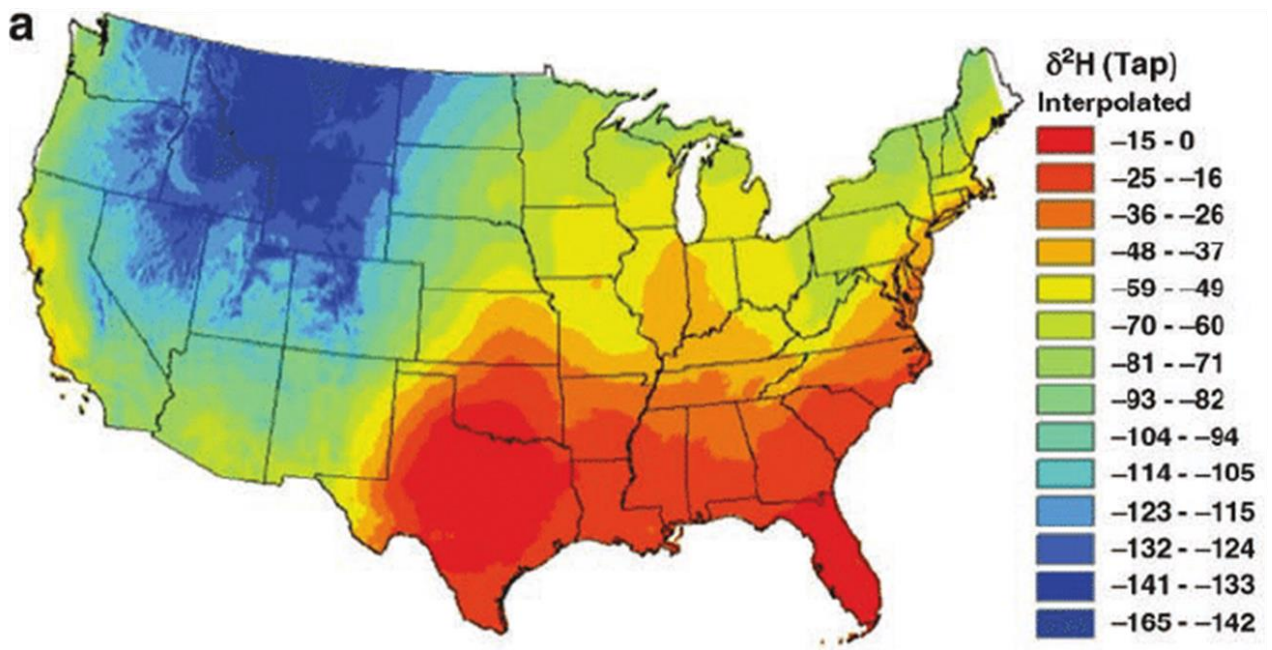 a
δ²H (Tap)
Interpolated
–15 - 0
–25 - –16
–36 - –26
–48 - –37
–59 - –49
–70 - –60
–81 - –71
–93 - –82
–104 - –94
–114 - –105
–123 - –115
–132 - –124
–141 - –133
–165 - –142